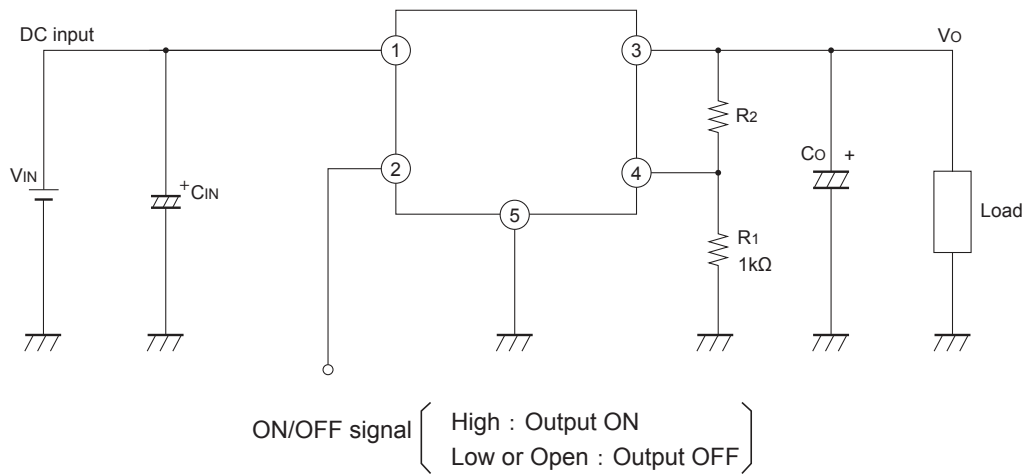 DC input
VO
1
3
R2
2
4
CO +
VIN
+
CIN
5
R1
1kΩ
Load
ON/OFF signal
High : Output ON
Low or Open : Output OFF